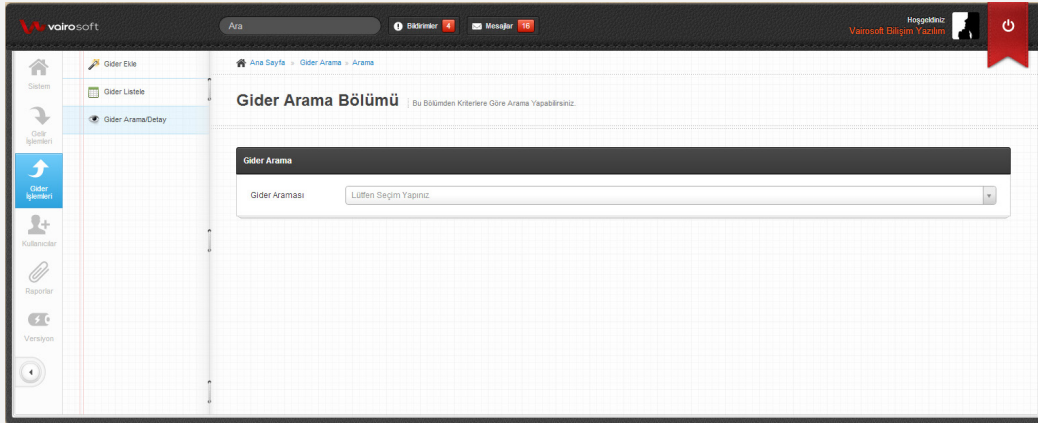 vairosoft
Ara
Bildirimler 4
Mesajlar 16
Hoşgeldiniz
Vairosoft Bilişim Yazılım
Sistem
Gelir
İşlemleri
Gider
İşlemleri
Kullanıcılar
Raporlar
Versiyon
Gider Ekle
Gider Listele
Gider Arama/Detay
Ana Sayfa > Gider Arama > Arama
Gider Arama Bölümü | Bu Bölümden Kriterlere Göre Arama Yapabilirsiniz.
Gider Arama
Gider Araması
Lütfen Seçim Yapınız